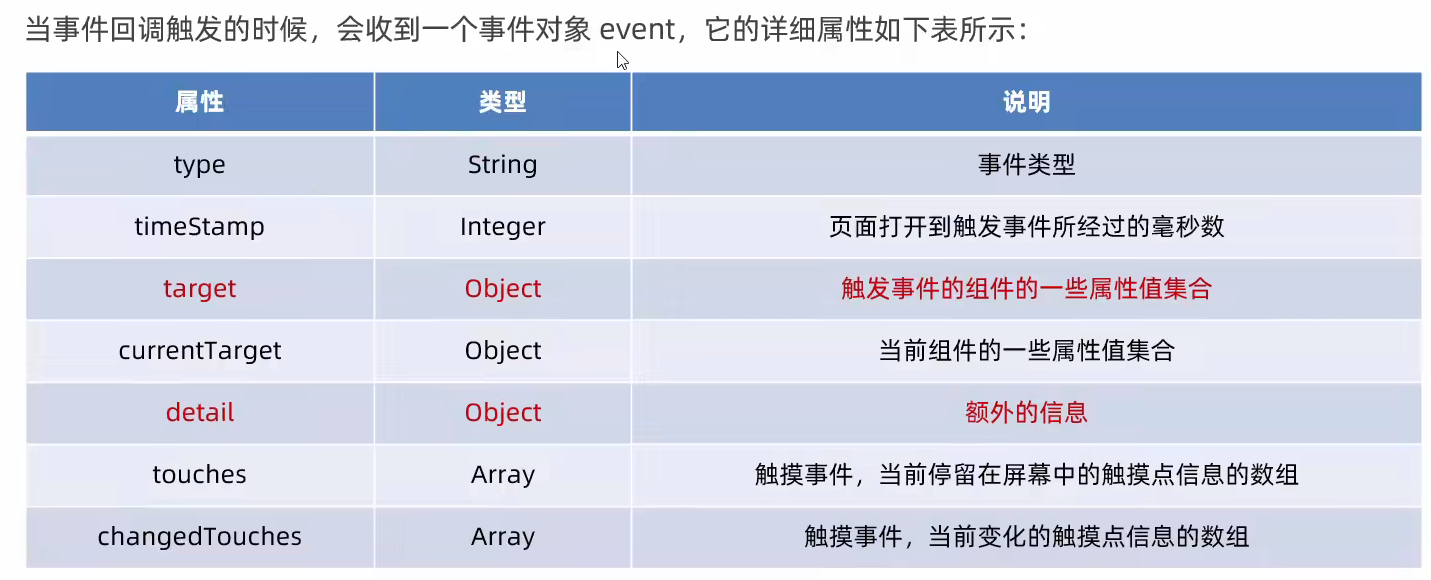 当事件回调触发的时候，会收到一个事件对象 event，它的详细属性如下表所示：
属性 类型 说明
type String 事件类型
timeStamp Integer 页面打开到触发事件所经过的毫秒数
target Object 触发事件的组件的一些属性值集合
currentTarget Object 当前组件的一些属性值集合
detail Object 额外的信息
touches Array 触摸事件，当前停留在屏幕中的触摸点信息的数组
changedTouches Array 触摸事件，当前变化的触摸点信息的数组